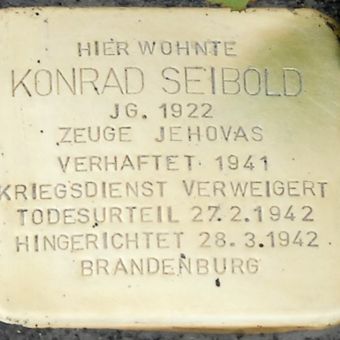 HIER WOHNTE
KONRAD SEIBOLD
JG. 1922
ZEUGE JEHOVAS
VERHAFTET 1941
KRIEGSDIENST VERWEIGERT
TODESURTEIL 27.2.1942
HINGERICHTET 28.3.1942
BRANDENBURG